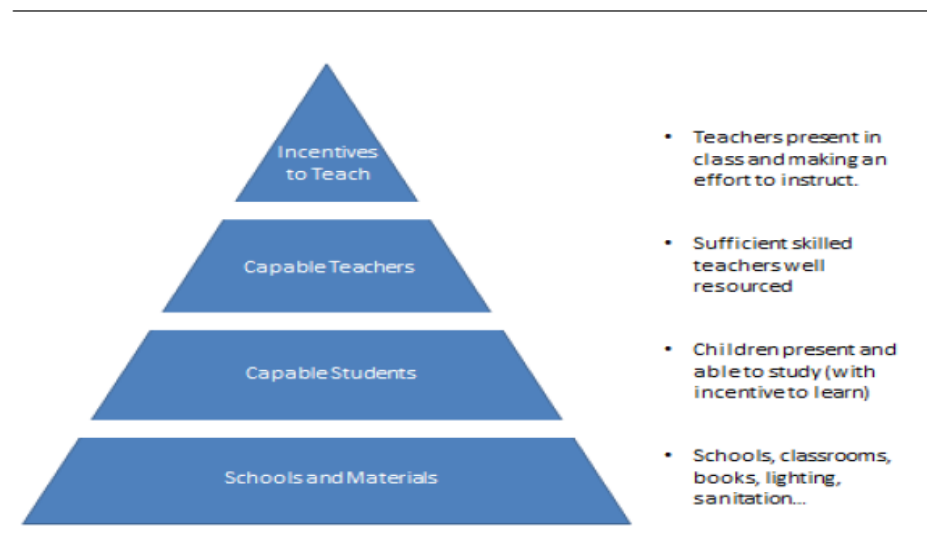 Incentives
to Teach
• Teachers present in
class and making an
effort to instruct.
Capable Teachers
• Sufficient skilled
teachers well
resourced
Capable Students
• Children present and
able to study (with
incentive to learn)
Schools and Materials
• Schools, classrooms,
books, lighting,
sanitation...